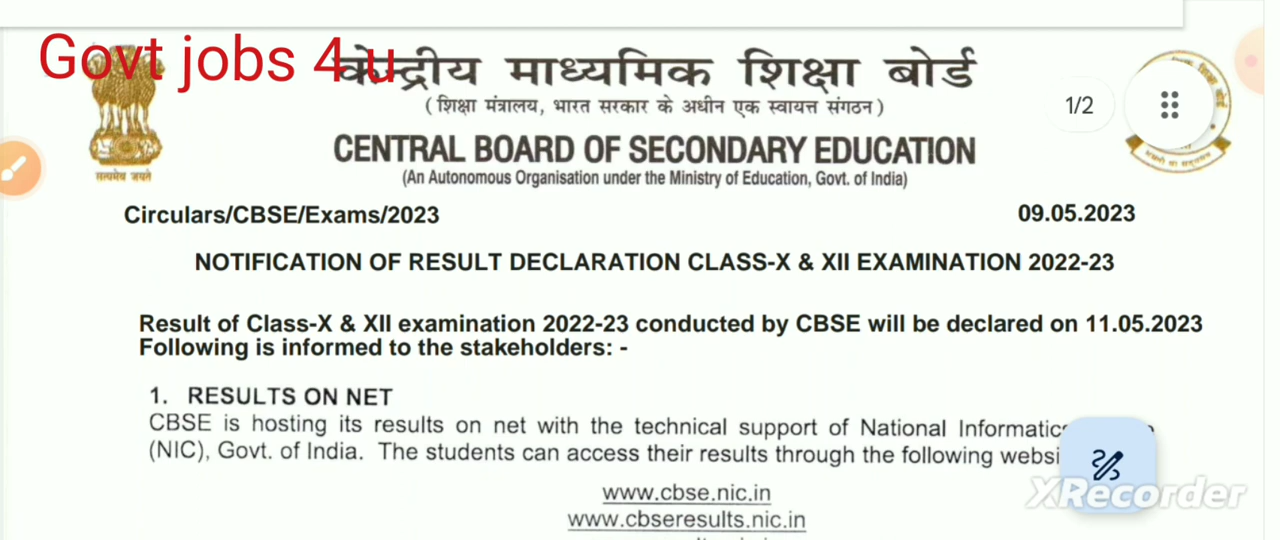 Govt jobs 4 u
केन्द्रीय माध्यमिक शिक्षा बोर्ड
(शिक्षा मंत्रालय, भारत सरकार के अधीन एक स्वायत्त संगठन)
1/2
CENTRAL BOARD OF SECONDARY EDUCATION
(An Autonomous Organisation under the Ministry of Education, Govt. of India)
सत्यमेव जयते
Circulars/CBSE/Exams/2023
09.05.2023
NOTIFICATION OF RESULT DECLARATION CLASS-X & XII EXAMINATION 2022-23
Result of Class-X & XII examination 2022-23 conducted by CBSE will be declared on 11.05.2023
Following is informed to the stakeholders: -
1. RESULTS ON NET
CBSE is hosting its results on net with the technical support of National
(NIC), Govt. of India. The students can access their results through the following
www.cbse.nic.in
www.cbseresults.nic.in
XRecorder